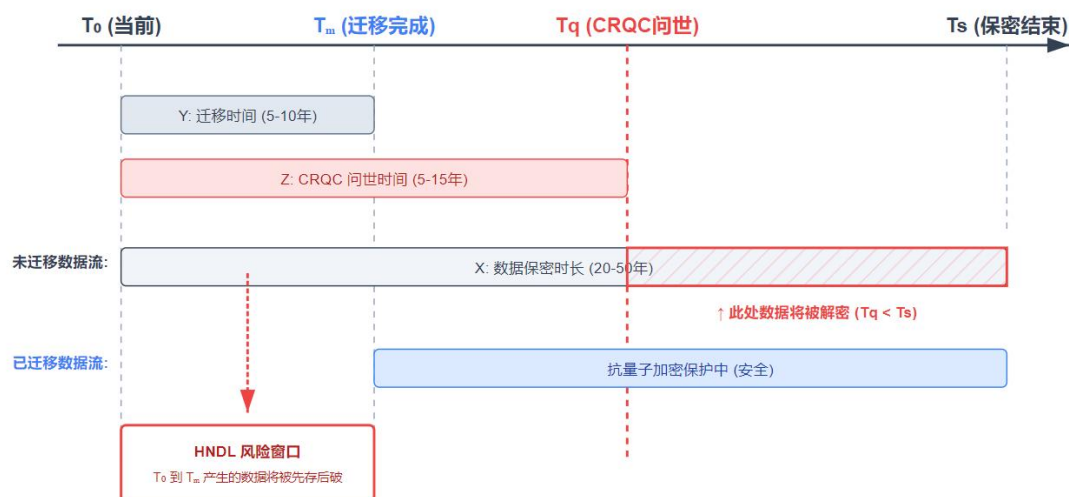 T₀ (当前) Tₘ (迁移完成) Tq (CRQC问世) Ts (保密结束)
Y: 迁移时间 (5-10年)
Z: CRQC 问世时间 (5-15年)
未迁移数据流: X: 数据保密时长 (20-50年)
↑ 此处数据将被解密 (Tq < Ts)
已迁移数据流: 抗量子加密保护中 (安全)
HNDL 风险窗口
T₀ 到 Tₘ 产生的数据将被先存后破